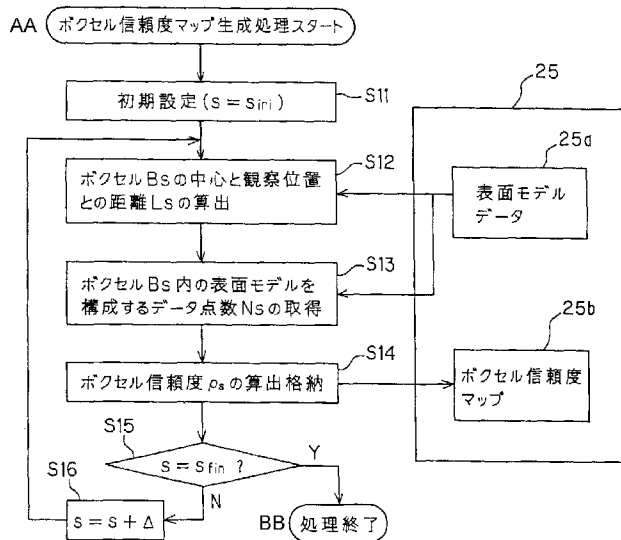 AA ボクセル信頼度マップ生成処理スタート
初期設定(s=sini)
S11
25
25a
表面モデル
データ
S12
ボクセルBsの中心と観察位置
との距離Lsの算出
S13
ボクセルBs内の表面モデルを
構成するデータ点数Nsの取得
25b
ボクセル信頼度
マップ
S14
ボクセル信頼度ρsの算出格納
S15
s=sfin?
Y
N
S16
s=s+Δ
BB 処理終了